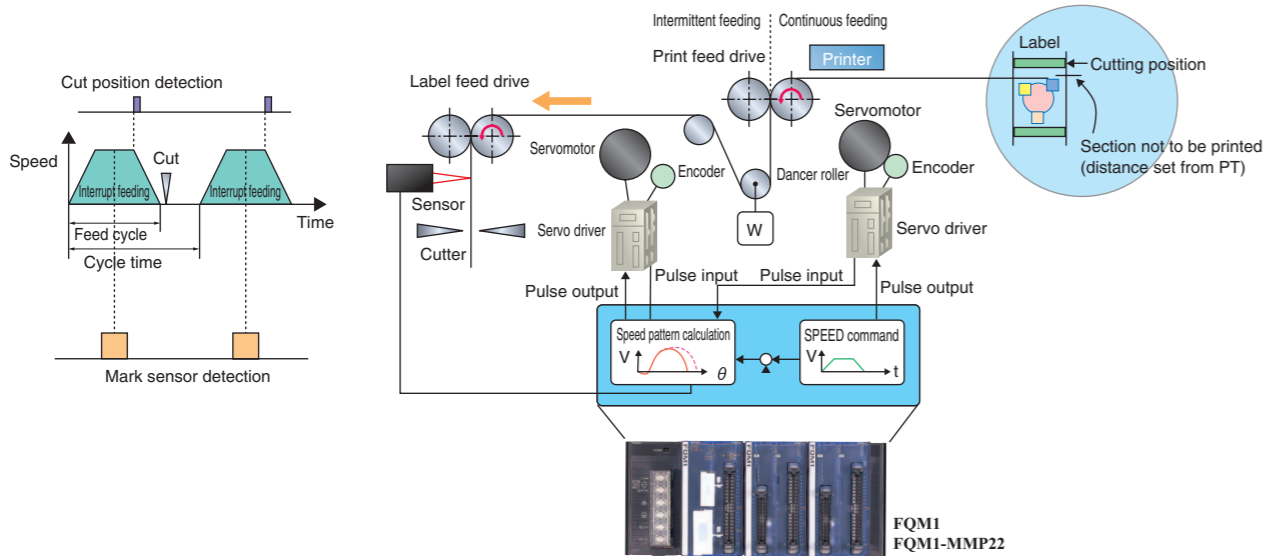 Cut position detection
Speed
Cut
Interrupt feeding
Interrupt feeding
Time
Feed cycle
Cycle time
Mark sensor detection
Intermittent feeding
Continuous feeding
Print feed drive
Printer
Label feed drive
Servomotor
Encoder
Dancer roller
Servomotor
Encoder
Sensor
Cutter
Servo driver
W
Servo driver
Pulse output
Pulse input
Pulse input
Pulse output
Speed pattern calculation
V
θ
SPEED command
V
t
Label
Cutting position
Section not to be printed
(distance set from PT)
FQM1
FQM1
FQM1
FQM1
FQM1-MMP22